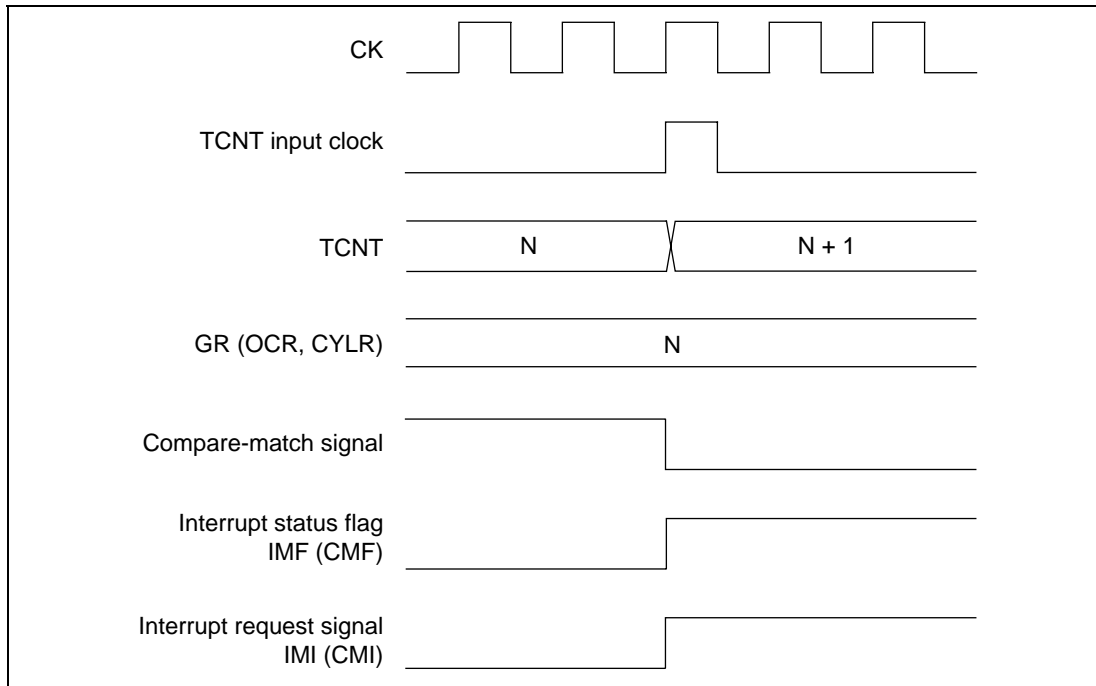 CK
TCNT input clock
TCNT
N
N + 1
GR (OCR, CYLR)
N
Compare-match signal
Interrupt status flag
IMF (CMF)
Interrupt request signal
IMI (CMI)